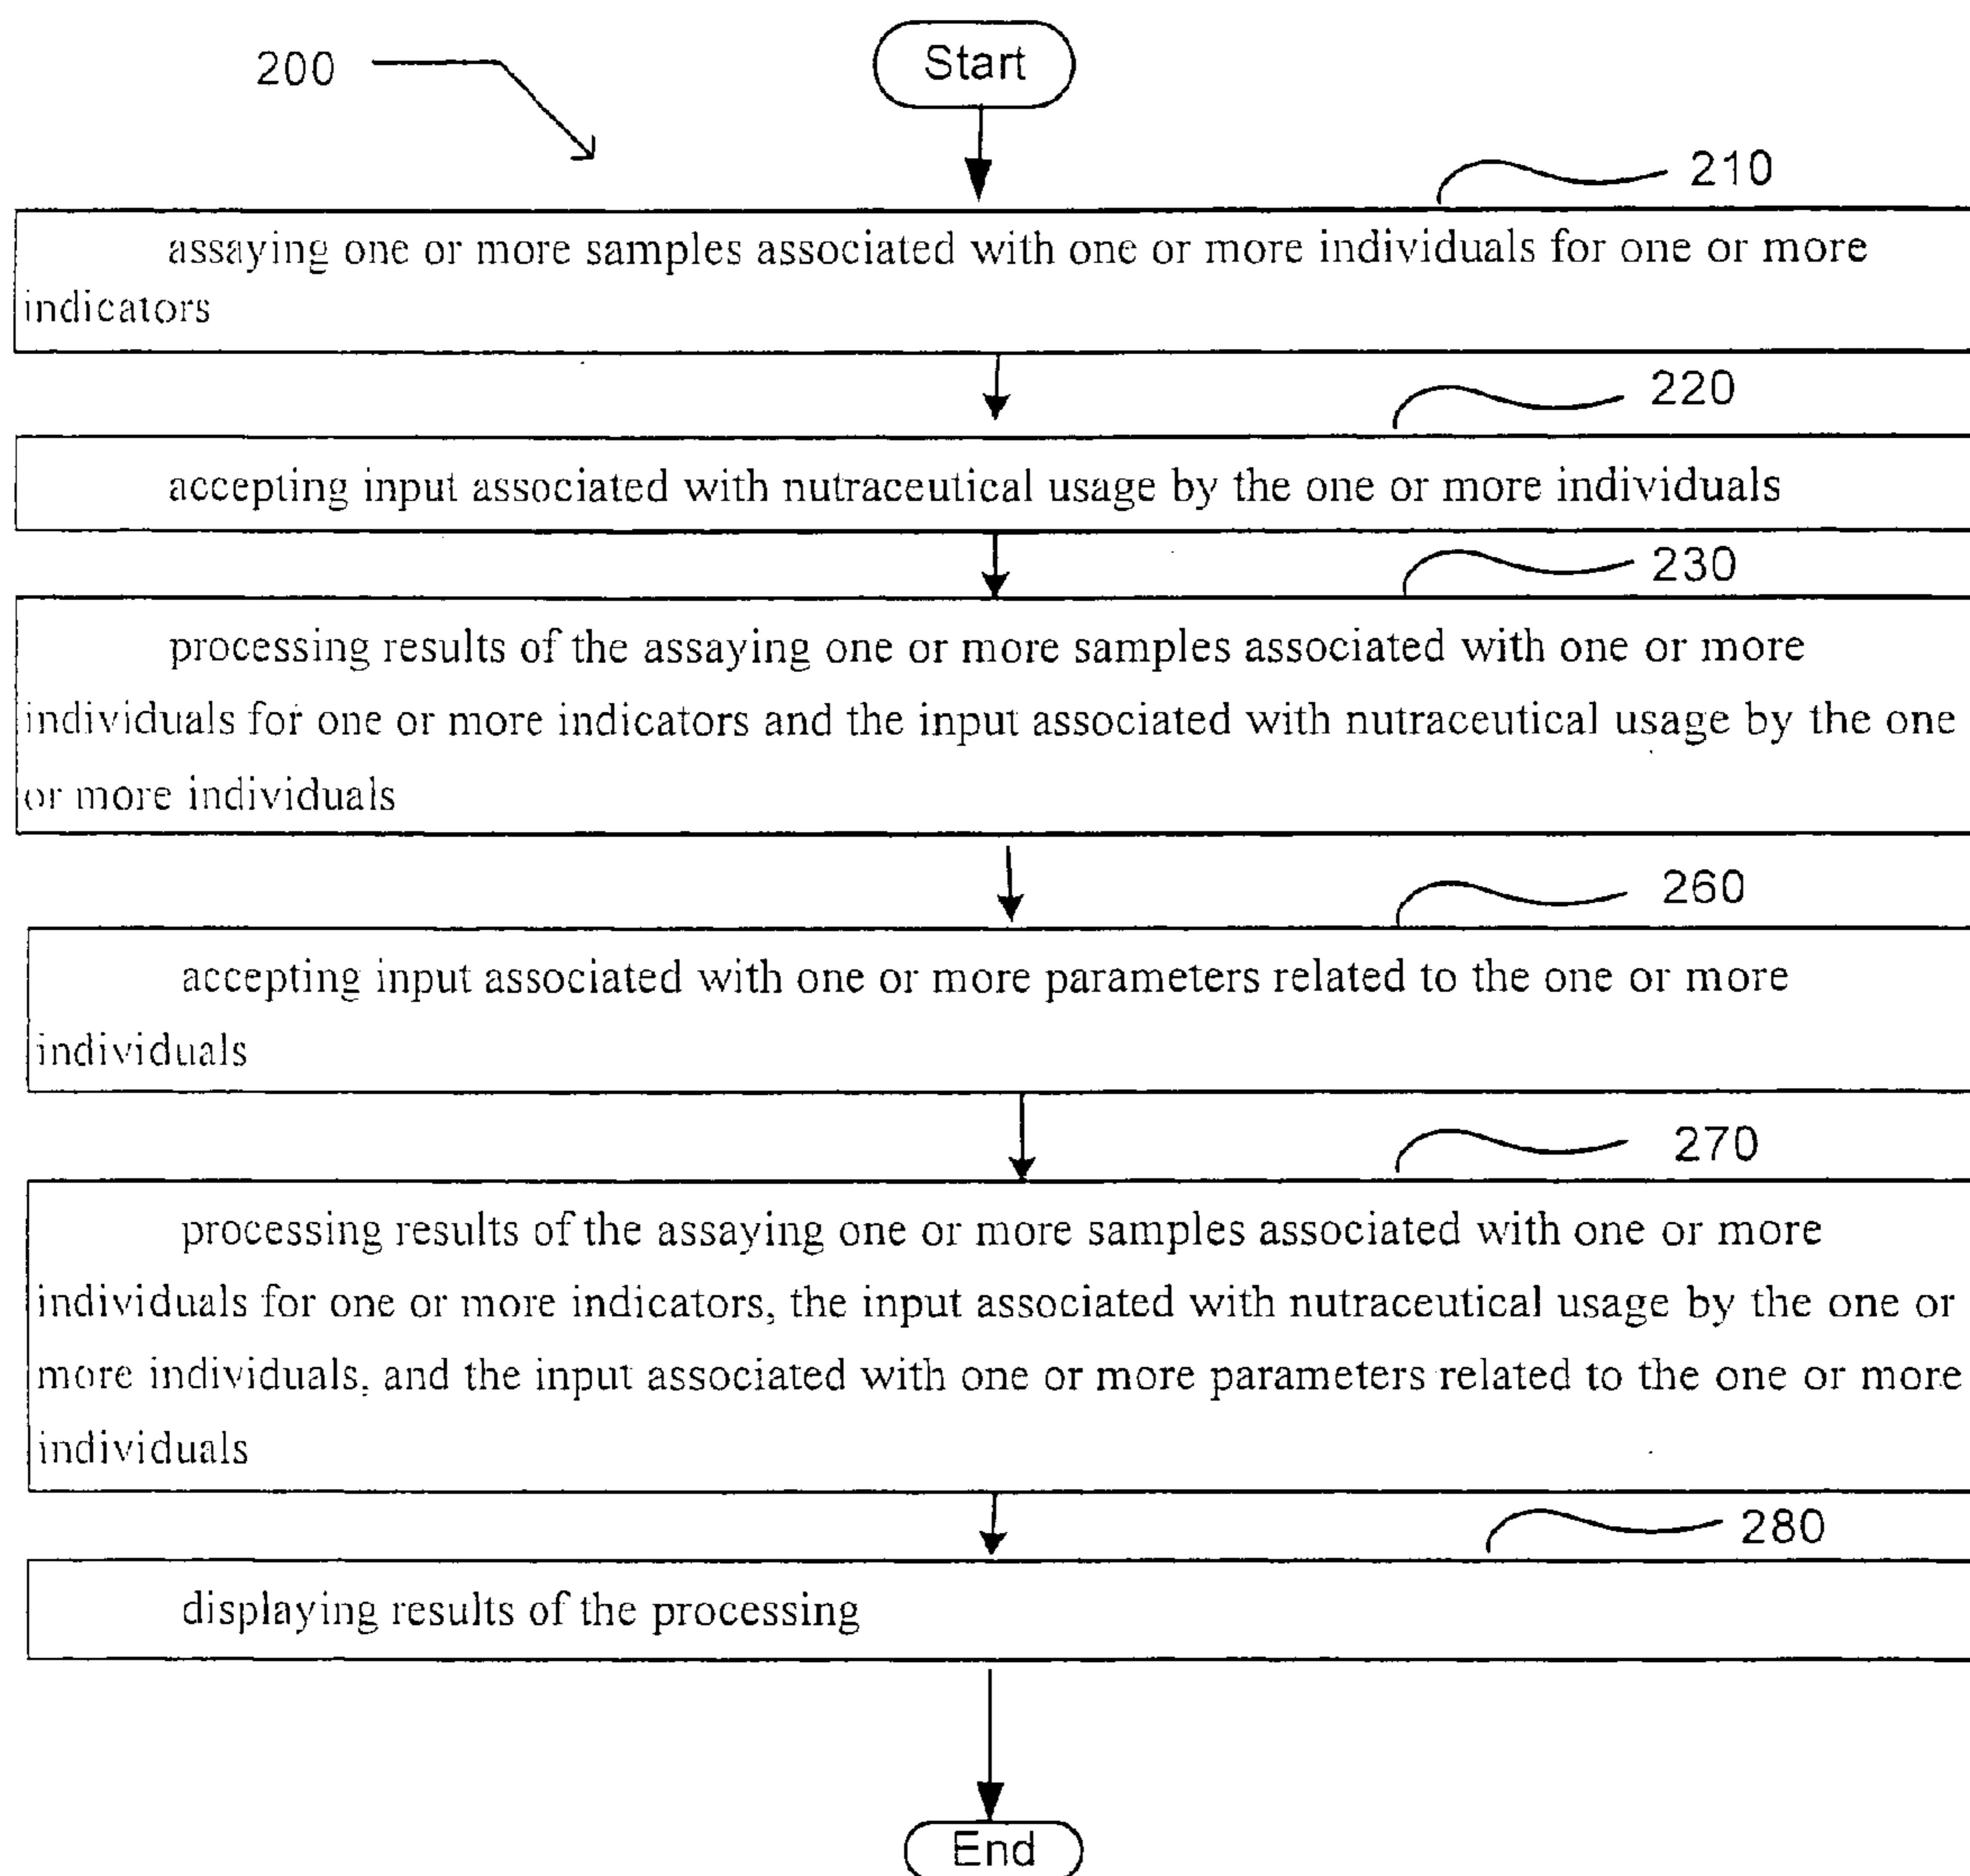 200
Start
210
assaying one or more samples associated with one or more individuals for one or more
indicators
220
accepting input associated with nutraceutical usage by the one or more individuals
230
processing results of the assaying one or more samples associated with one or more
individuals for one or more indicators and the input associated with nutraceutical usage by the one
or more individuals
260
accepting input associated with one or more parameters related to the one or more
individuals
270
processing results of the assaying one or more samples associated with one or more
individuals for one or more indicators, the input associated with nutraceutical usage by the one or
more individuals, and the input associated with one or more parameters related to the one or more
individuals
280
displaying results of the processing
End